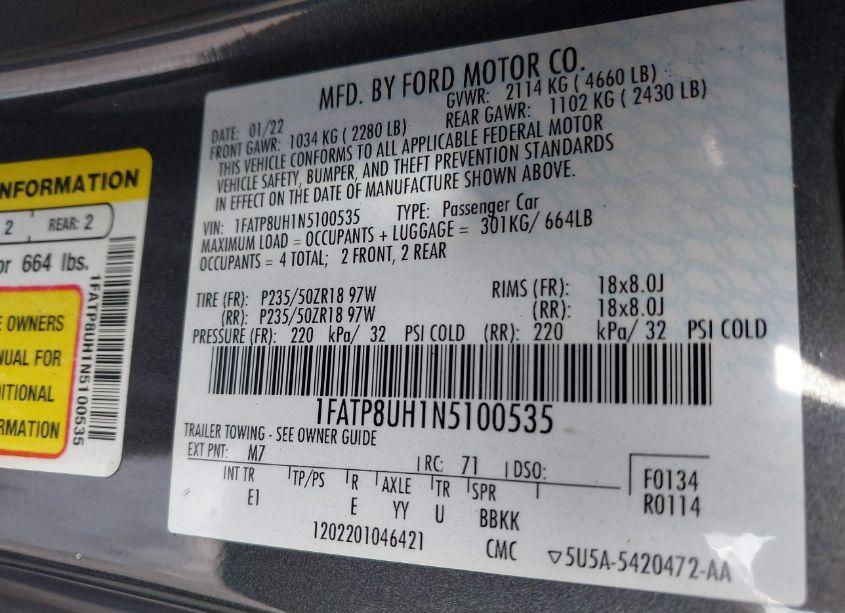 MFD. BY FORD MOTOR CO.
DATE: 01/22 GVWR: 2114 KG ( 4660 LB)
FRONT GAWR: 1034 KG ( 2280 LB) REAR GAWR: 1102 KG ( 2430 LB)
THIS VEHICLE CONFORMS TO ALL APPLICABLE FEDERAL MOTOR
VEHICLE SAFETY, BUMPER, AND THEFT PREVENTION STANDARDS
IN EFFECT ON THE DATE OF MANUFACTURE SHOWN ABOVE.
VIN: 1FATP8UH1N5100535 TYPE: Passenger Car
MAXIMUM LOAD = OCCUPANTS + LUGGAGE = 301KG/ 664LB
OCCUPANTS = 4 TOTAL; 2 FRONT, 2 REAR
TIRE (FR): P235/50ZR18 97W RIMS (FR): 18x8.0J
(RR): P235/50ZR18 97W (RR): 18x8.0J
PRESSURE (FR): 220 kPa/ 32 PSI COLD (RR): 220 kPa/ 32 PSI COLD
1FATP8UH1N5100535
TRAILER TOWING - SEE OWNER GUIDE
EXT PNT: M7 RC: 71 DSO:
INT TR TP/PS R AXLE TR SPR
E1 E YY U BBKK
F0134
R0114
1202201046421 CMC ▽5U5A-5420472-AA
NFORMATION
2 REAR: 2
or 664 lbs.
E OWNERS
NUAL FOR
DITIONAL
RMATION
1FATP8UH1N5100535